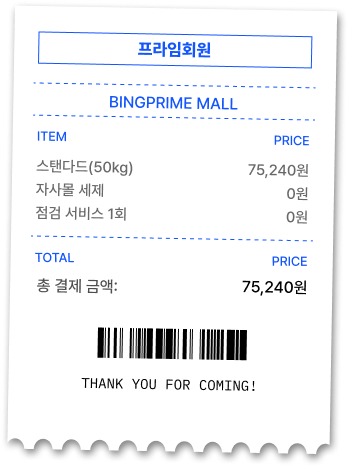 프라임회원
BINGPRIME MALL
ITEM PRICE
스탠다드(50kg) 75,240원
자사몰 세제 0원
점검 서비스 1회 0원
TOTAL PRICE
총 결제 금액: 75,240원
THANK YOU FOR COMING!